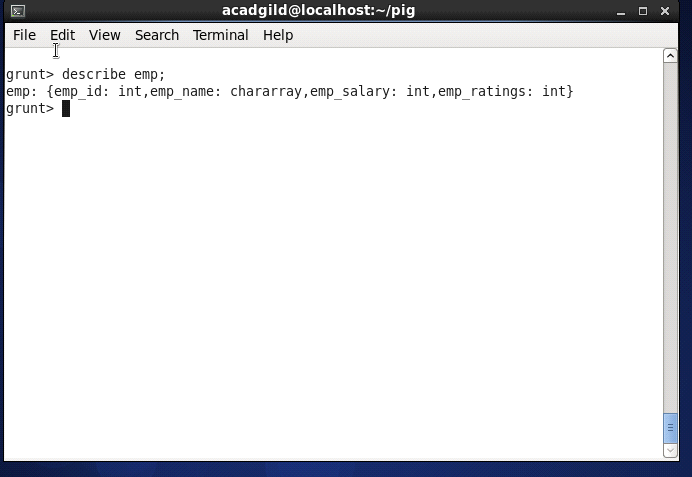 acadgild@localhost:~/pig
File Edit View Search Terminal Help
grunt> describe emp;
emp: {emp_id: int,emp_name: chararray,emp_salary: int,emp_ratings: int}
grunt>